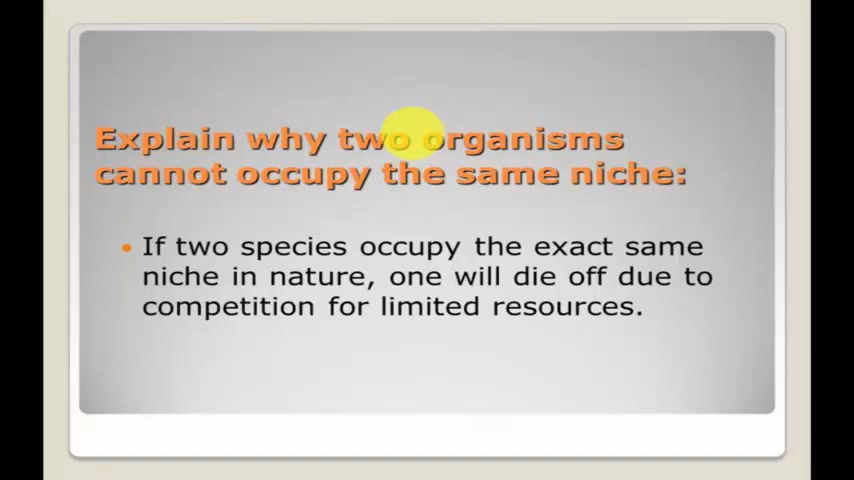 Explain why two organisms
cannot occupy the same niche:
If two species occupy the exact same
niche in nature, one will die off due to
competition for limited resources.